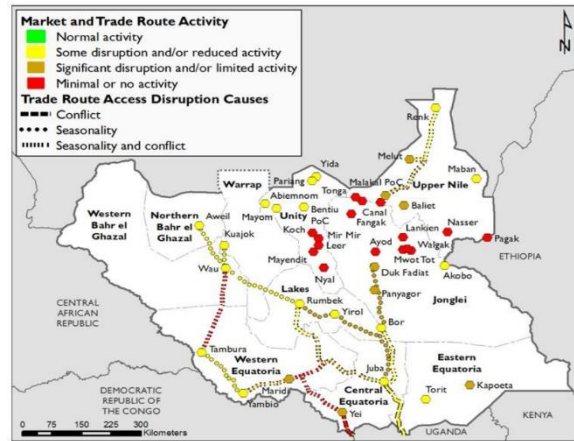 Market and Trade Route Activity
Normal activity
Some disruption and/or reduced activity
Significant disruption and/or limited activity
Minimal or no activity
Trade Route Access Disruption Causes
Conflict
Seasonality
Seasonality and conflict
N
Renk
Melut
Maban
Yida
Pariang
Tonga
Malakal PoC
Upper Nile
Warrap
Abiemnom
Unity
Canal
Fangak
Baliet
Western Bahr el Ghazal
Northern Bahr el Ghazal
Aweil
Mayom
Bentiu PoC
Kuajok
Koch
Mir Mir
Leer
Mayendit
Nyal
Ayod
Lankien
Walgak
Nasser
Pagak
Mwot Tot
ETHIOPIA
Wau
Duk Fadiat
Akobo
Lakes
Panyagor
Jonglei
Rumbek
Yirol
Bor
CENTRAL AFRICAN REPUBLIC
Tambura
Western Equatoria
Eastern Equatoria
Juba
Maridi
Kapoeta
Central Equatoria
Torit
Yambio
Yei
DEMOCRATIC REPUBLIC OF THE CONGO
UGANDA
KENYA
0 50 100 200 300
Kilometers